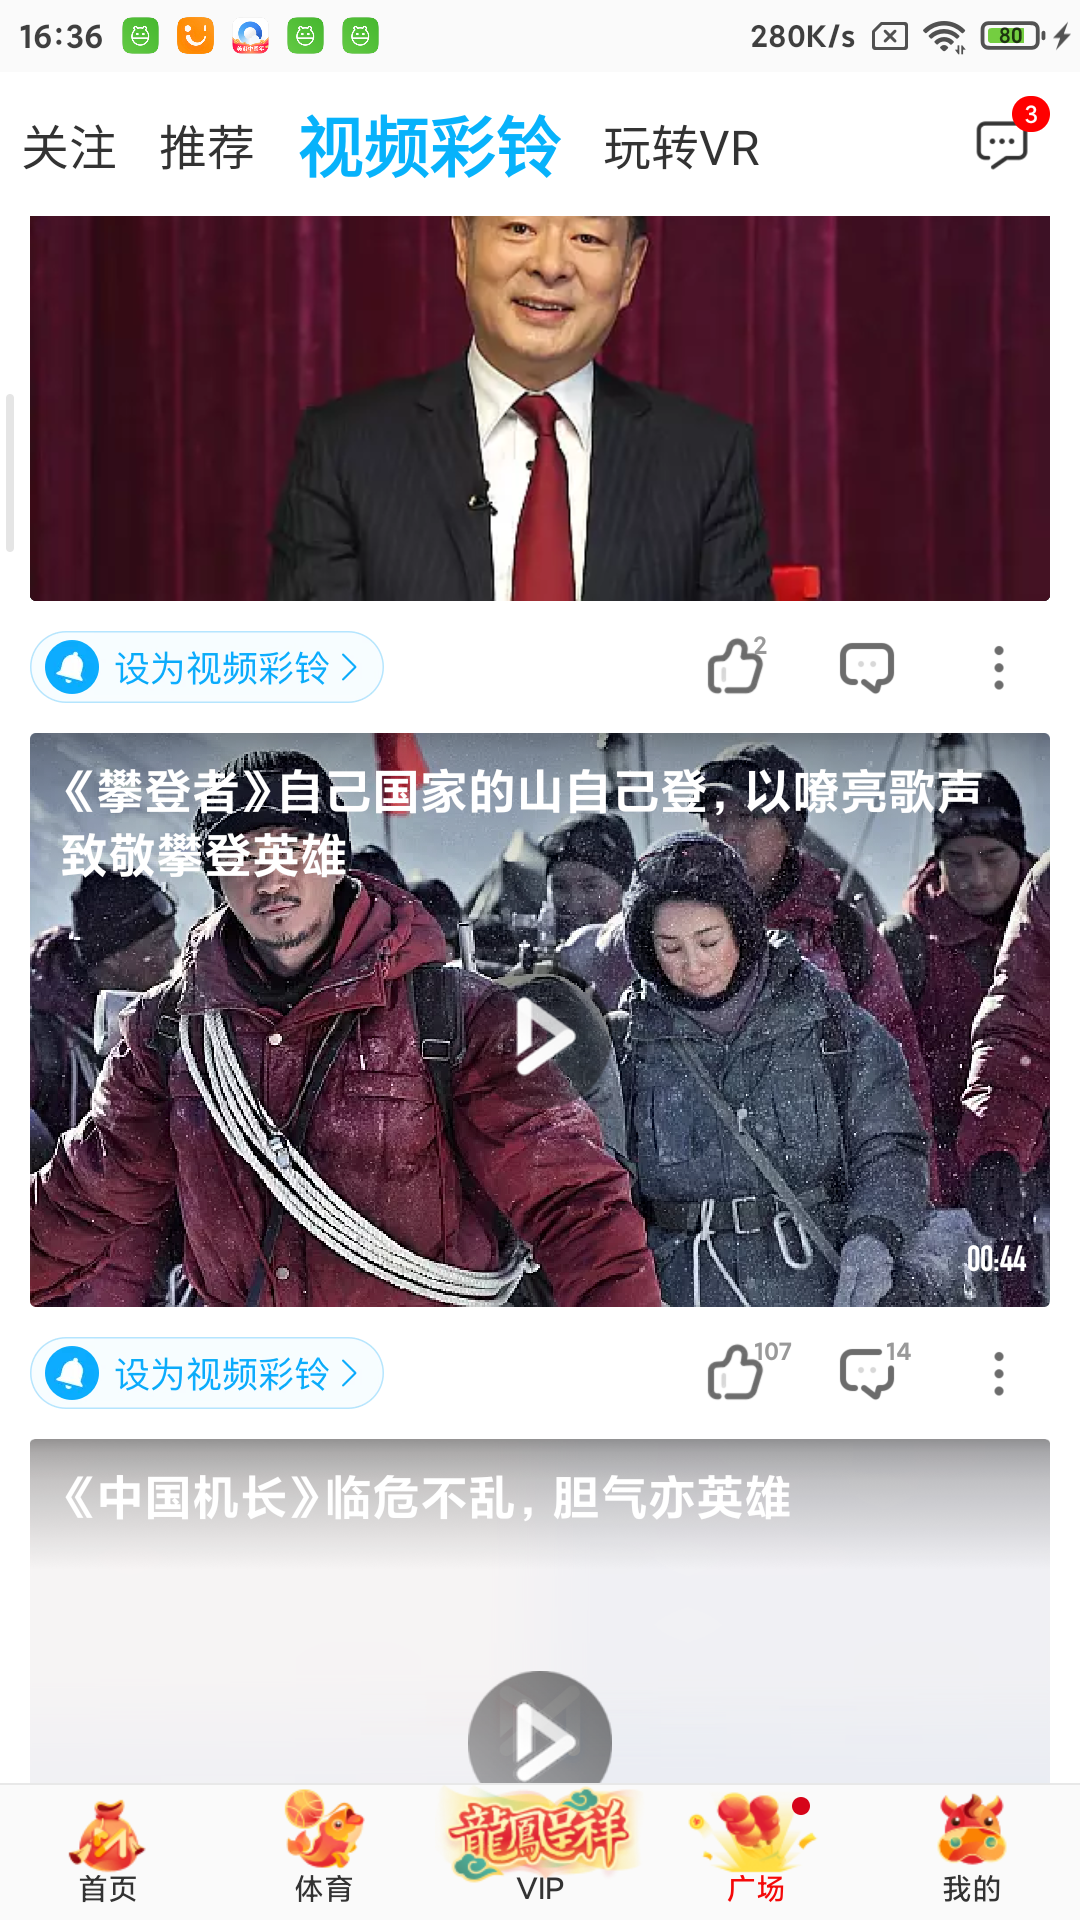 16:36
280K/s
80
关注 推荐 视频彩铃 玩转VR
3
设为视频彩铃
2
《攀登者》自己国家的山自己登，以嘹亮歌声
致敬攀登英雄
00:44
设为视频彩铃
107
14
《中国机长》临危不乱，胆气亦英雄
龍鳳呈祥
首页 体育 VIP 广场 我的